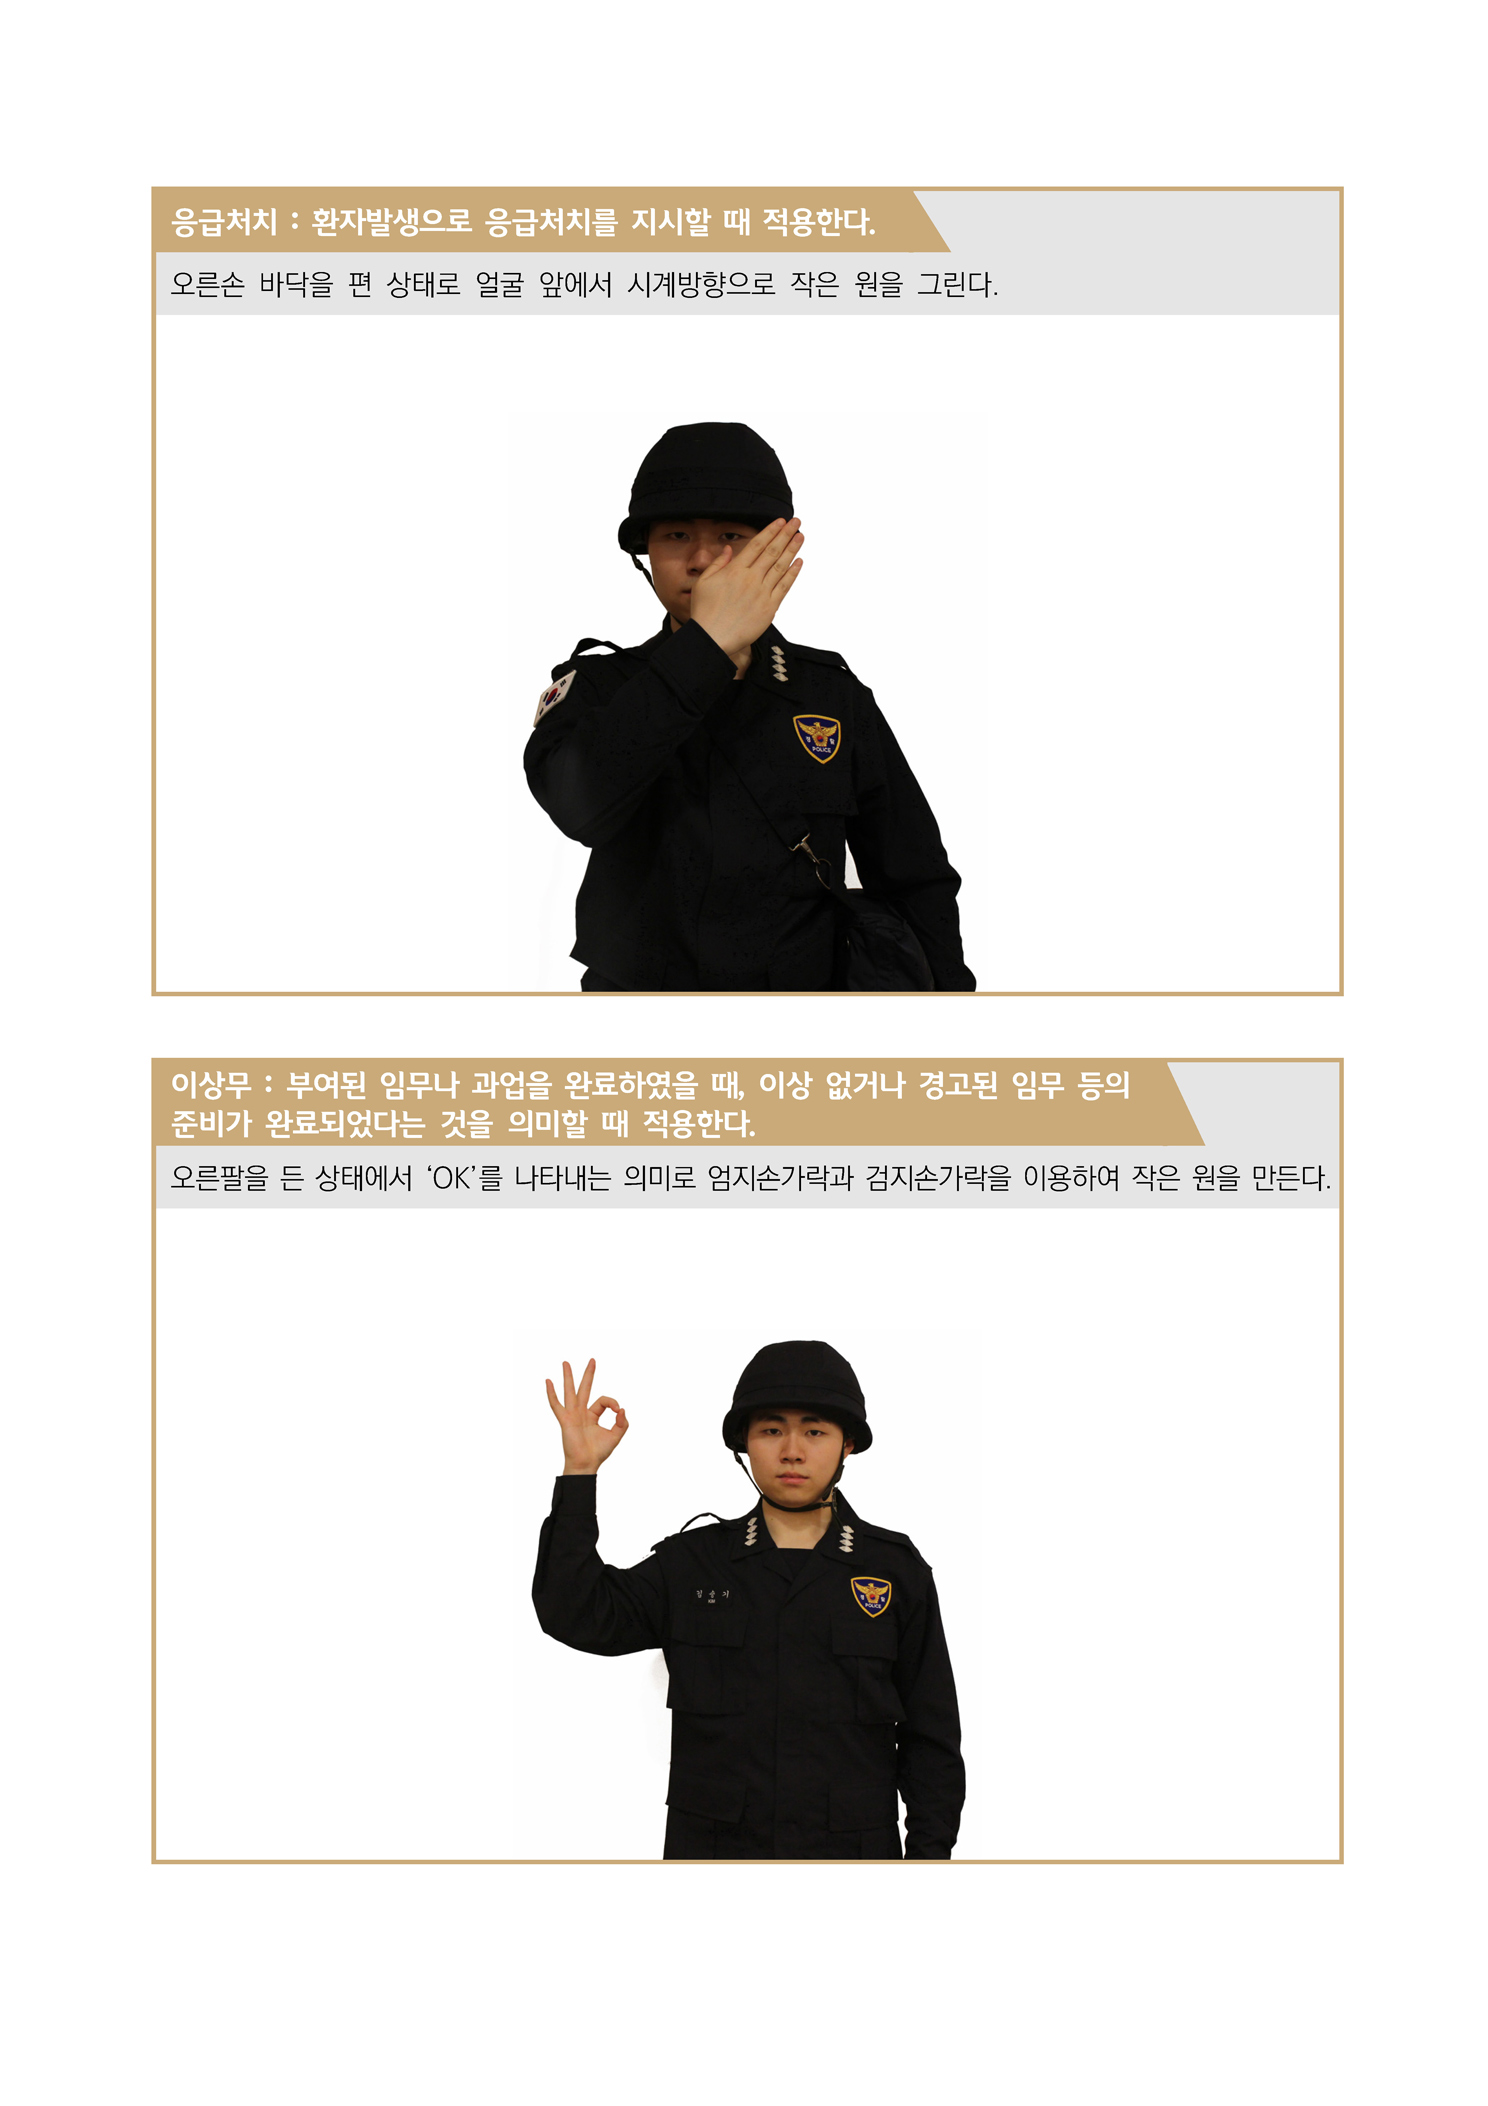 응급처치 : 환자발생으로 응급처치를 지시할 때 적용한다.
오른손 바닥을 편 상태로 얼굴 앞에서 시계방향으로 작은 원을 그린다.
POLICE
이상무 : 부여된 임무나 과업을 완료하였을 때, 이상 없거나 경고된 임무 등의
준비가 완료되었다는 것을 의미할 때 적용한다.
오른팔을 든 상태에서 ‘OK’를 나타내는 의미로 엄지손가락과 검지손가락을 이용하여 작은 원을 만든다.
POLICE